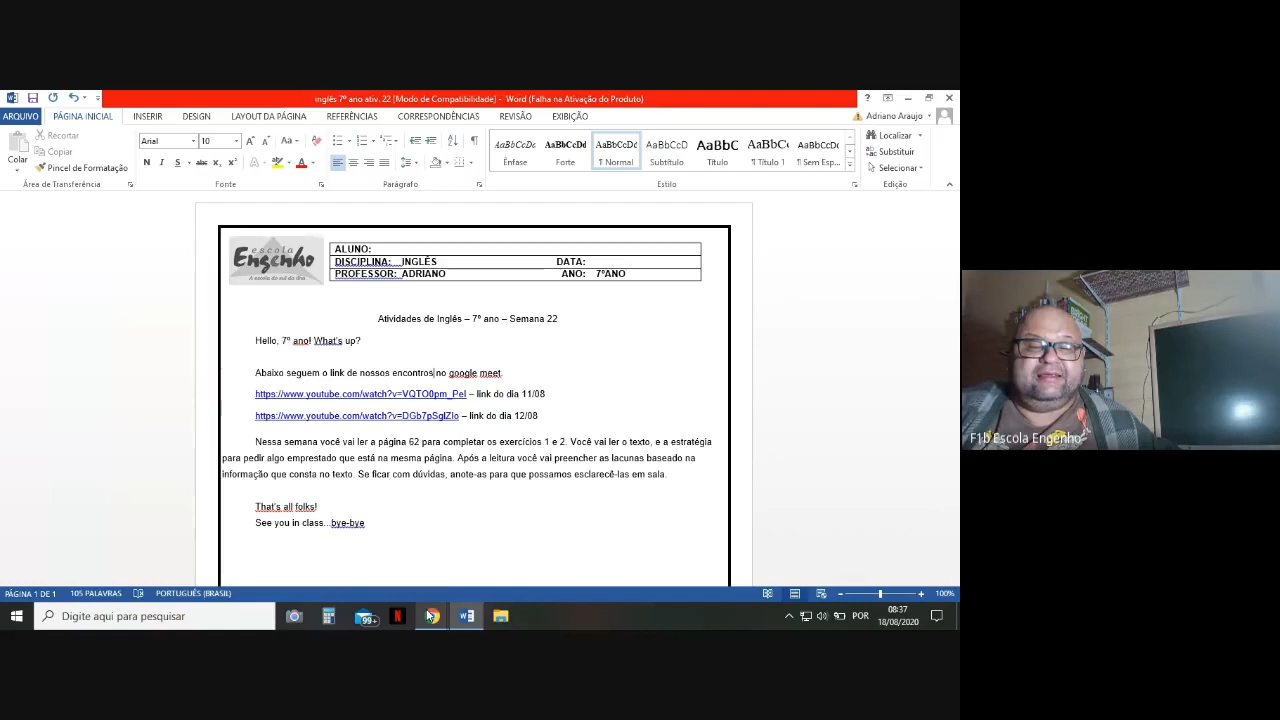 inglês 7º ano ativ. 22 [Modo de Compatibilidade] - Word (Falha na Ativação do Produto)
ARQUIVO PÁGINA INICIAL INSERIR DESIGN LAYOUT DA PÁGINA REFERÊNCIAS CORRESPONDÊNCIAS REVISÃO EXIBIÇÃO Adriano Araujo
Colar
Recortar
Copiar
Pincel de Formatação
Área de Transferência
Arial 10
Fonte
Parágrafo
AaBbCcDc AaBbCcDc AaBbCcDc AaBbCcD AaBbC AaBbCc AaBbCcDc
Ênfase Forte ¶ Normal Subtítulo Título ¶ Título 1 ¶ Sem Esp...
Estilo
Localizar
Substituir
Selecionar
Edição
escola
Engenho
A escola do sul da ilha
ALUNO:
DISCIPLINA: INGLÊS DATA:
PROFESSOR: ADRIANO ANO: 7ºANO
Atividades de Inglês – 7º ano – Semana 22
Hello, 7º ano! What's up?
Abaixo seguem o link de nossos encontros no google meet.
https://www.youtube.com/watch?v=VQTO0pm_PeI – link do dia 11/08
https://www.youtube.com/watch?v=DGb7pSglZlo – link do dia 12/08
Nessa semana você vai ler a página 62 para completar os exercícios 1 e 2. Você vai ler o texto, e a estratégia
para pedir algo emprestado que está na mesma página. Após a leitura você vai preencher as lacunas baseado na
informação que consta no texto. Se ficar com dúvidas, anote-as para que possamos esclarecê-las em sala.
That's all folks!
See you in class...bye-bye
PÁGINA 1 DE 1 105 PALAVRAS PORTUGUÊS (BRASIL) 100%
Digite aqui para pesquisar
99+
N
POR
08:37
18/08/2020
F1b Escola Engenho